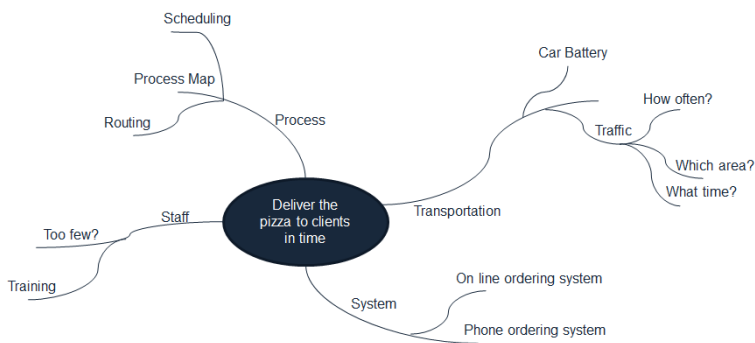 Scheduling
Car Battery
Process Map
How often?
Routing
Process
Traffic
Which area?
What time?
Deliver the
pizza to clients
in time
Transportation
Staff
Too few?
Training
On line ordering system
System
Phone ordering system